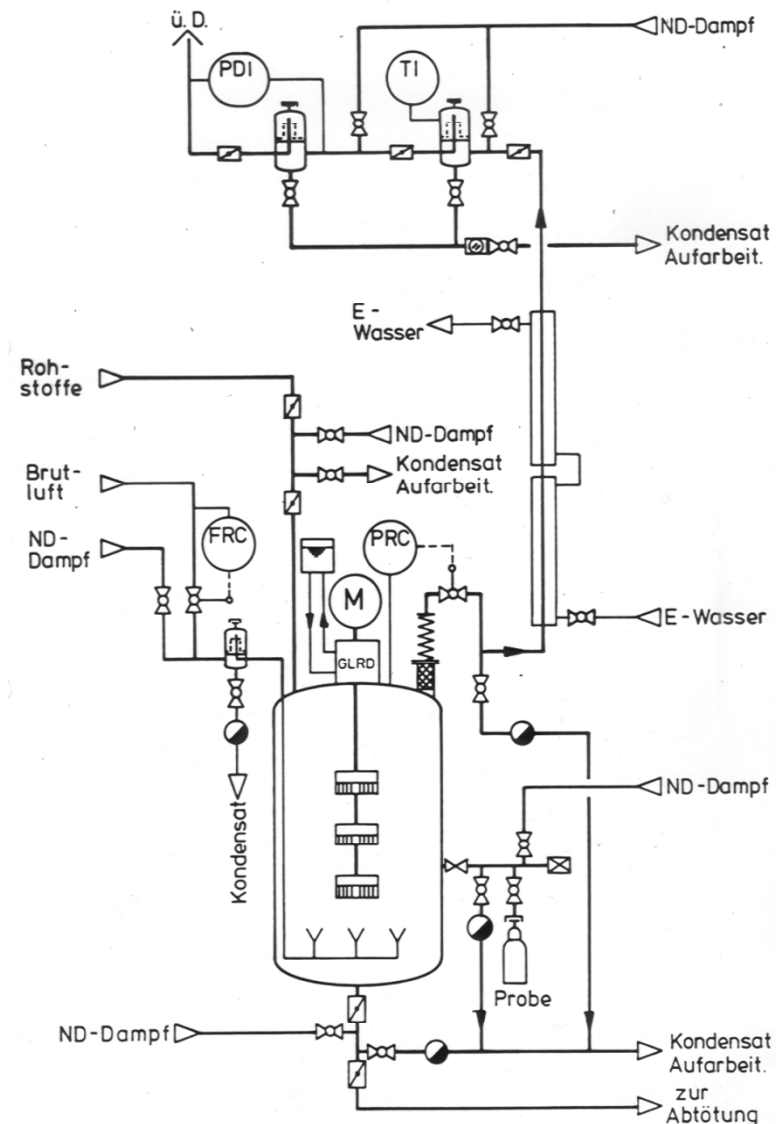 ü. D.
PDI
TI
ND-Dampf
Kondensat
Aufarbeit.
E-
Wasser
Roh-
stoffe
ND-Dampf
Kondensat
Aufarbeit.
Brut-
luft
FRC
PRC
ND-
Dampf
M
GLRD
E-Wasser
Kondensat
ND-Dampf
Probe
ND-Dampf
Kondensat
Aufarbeit.
zur
Abtötung